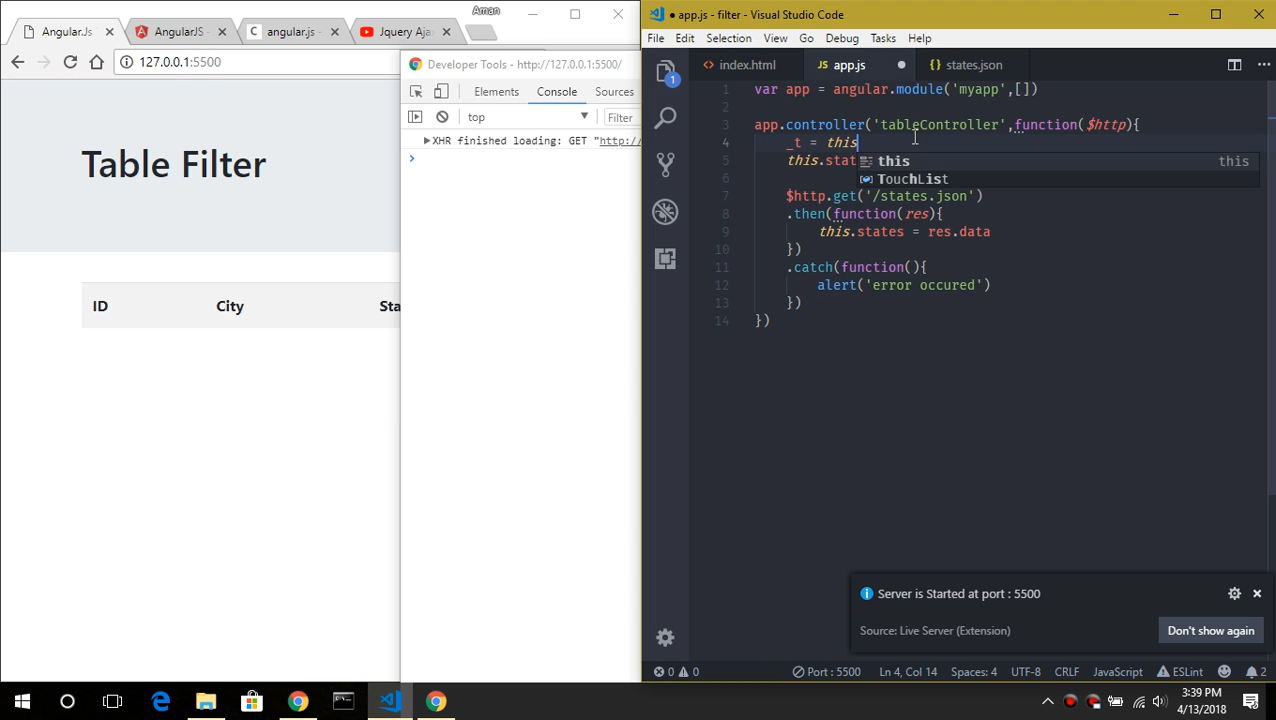 Aman
Angular.Js
AngularJS -
angular.js -
Jquery Aja
127.0.0.1:5500
Table Filter
ID City Sta
Developer Tools - http://127.0.0.1:5500/
Elements Console Sources
top Filter
XHR finished loading: GET "http://
● app.js - filter - Visual Studio Code
File Edit Selection View Go Debug Tasks Help
<> index.html JS app.js ● {} states.json
1 var app = angular.module('myapp',[])
2
3 app.controller('tableController',function($http){
4 _t = this
5 this.stat
this this
TouchList
6
7 $http.get('/states.json')
8 .then(function(res){
9 this.states = res.data
10 })
11 .catch(function(){
12 alert('error occured')
13 })
14 })
1
Server is Started at port : 5500
Source: Live Server (Extension)
Don't show again
0 0 Port : 5500 Ln 4, Col 14 Spaces: 4 UTF-8 CRLF JavaScript ESLint 2
3:39 PM
4/13/2018